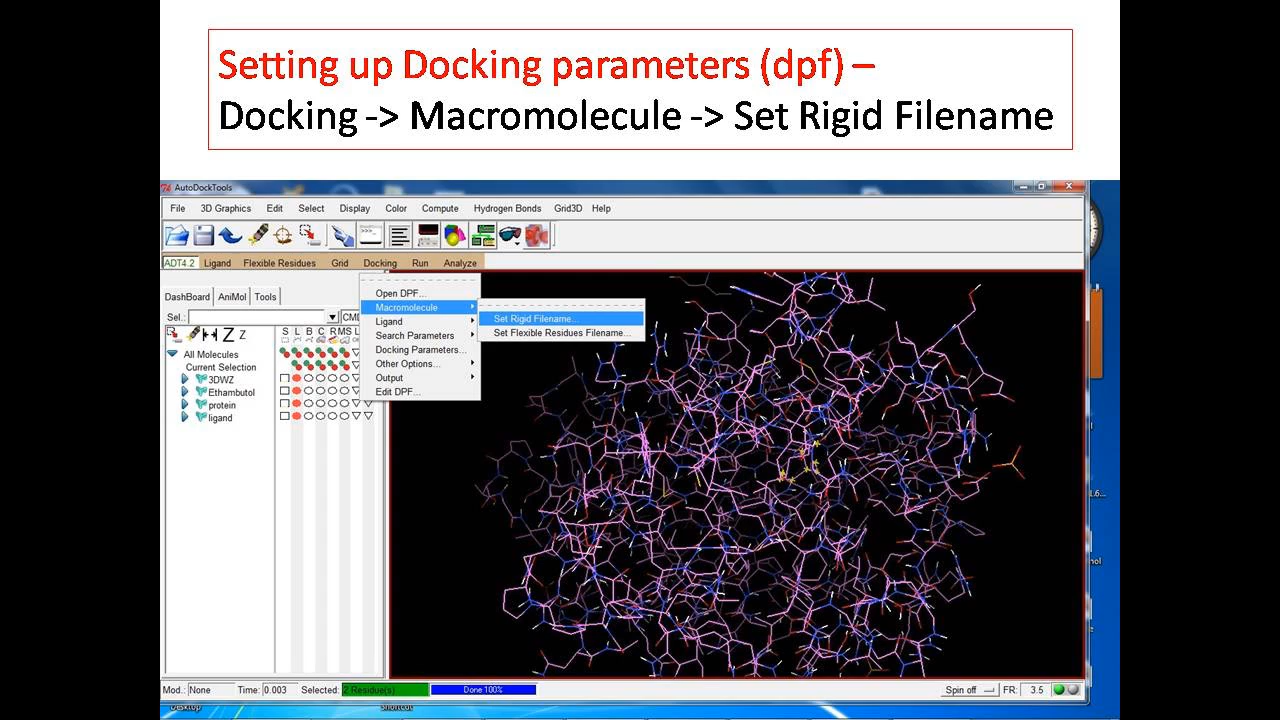 Setting up Docking parameters (dpf) –
Docking -> Macromolecule -> Set Rigid Filename
AutoDockTools
File 3D Graphics Edit Select Display Color Compute Hydrogen Bonds Grid3D Help
ADT4.2 Ligand Flexible Residues Grid Docking Run Analyze
Open DPF...
Macromolecule
Ligand
Search Parameters
Docking Parameters...
Other Options...
Output
Edit DPF...
Set Rigid Filename...
Set Flexible Residues Filename...
DashBoard AniMol Tools
Sel.:
S L B C R MS L
All Molecules
Current Selection
3DWZ
Ethambutol
protein
ligand
Mod.: None Time: 0.003 Selected: 2 Residue(s) Done 100% Spin off FR: 3.5